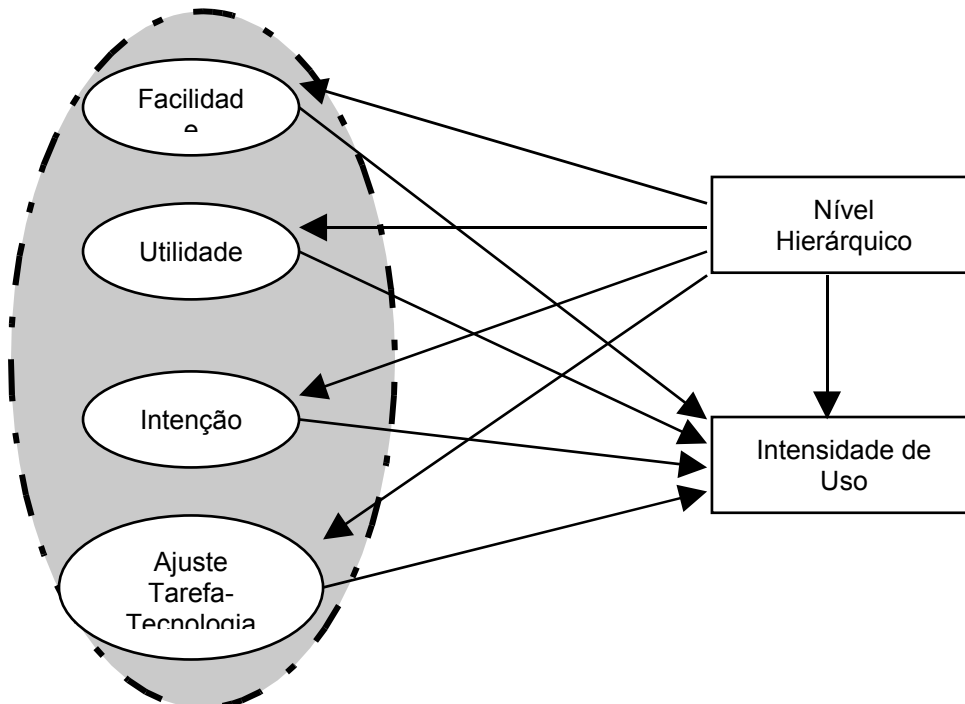 Facilidad
e
Utilidade
Intenção
Ajuste
Tarefa-
Tecnologia
Nível
Hierárquico
Intensidade de
Uso